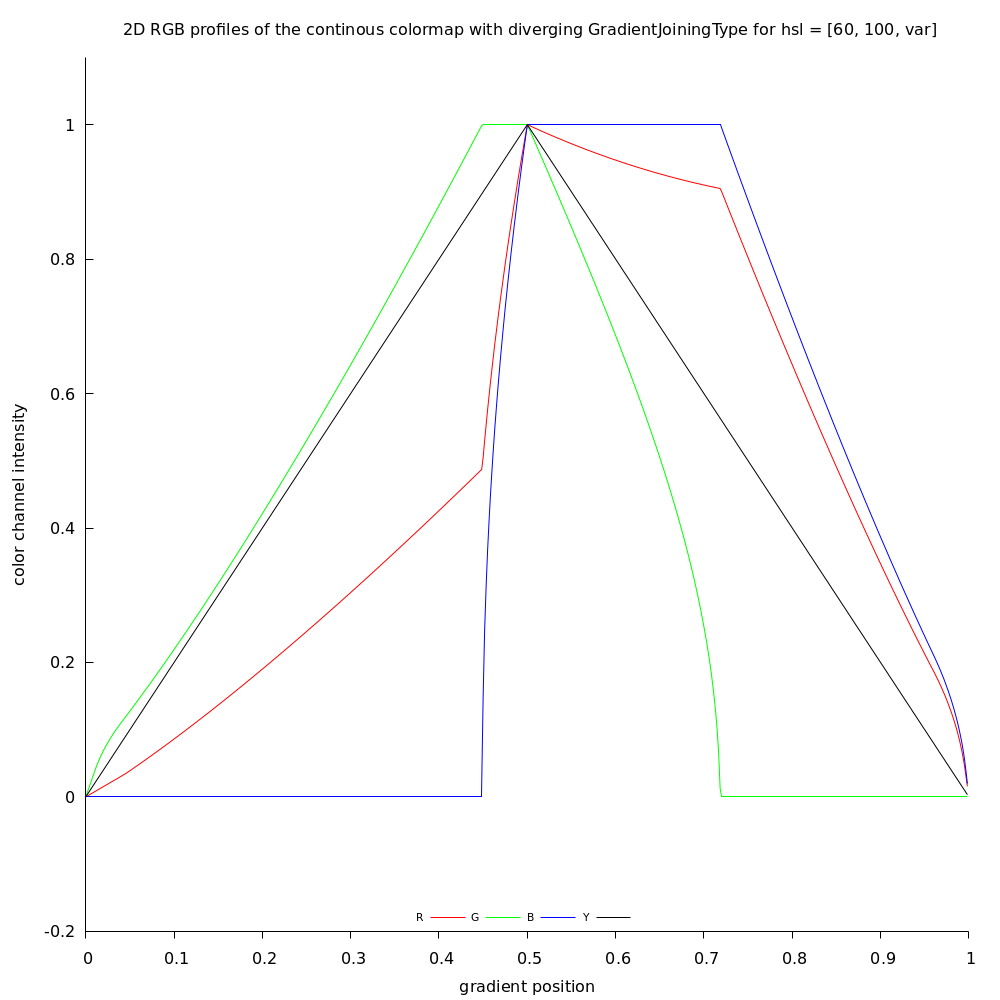 2D RGB profiles of the continous colormap with diverging GradientJoiningType for hsl = [60, 100, var]
color channel intensity
1
0.8
0.6
0.4
0.2
0
-0.2
R G B Y
0 0.1 0.2 0.3 0.4 0.5 0.6 0.7 0.8 0.9 1
gradient position